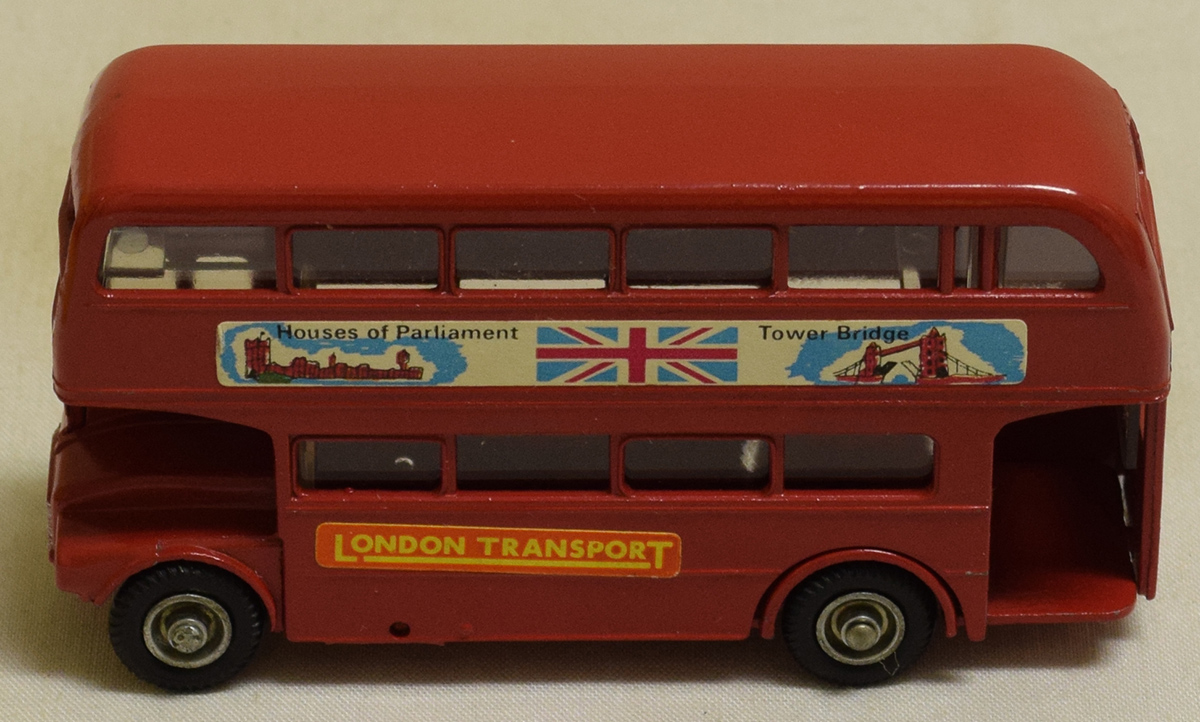 Houses of Parliament
Tower Bridge
LONDON TRANSPORT